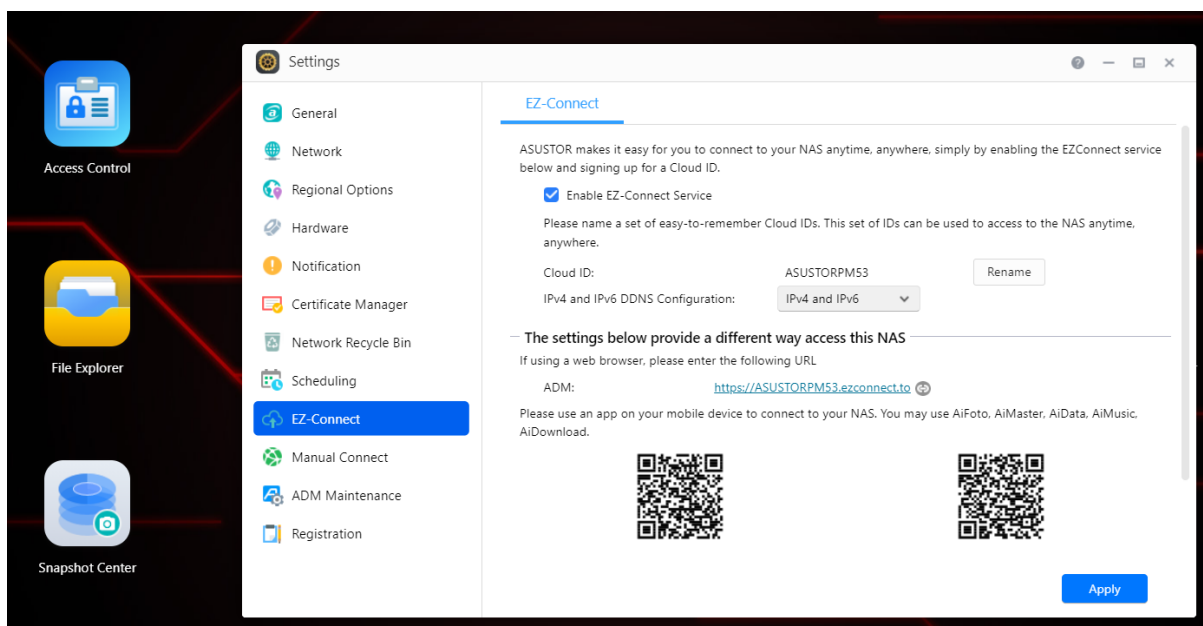 Settings
Access Control
File Explorer
Snapshot Center
General
Network
Regional Options
Hardware
Notification
Certificate Manager
Network Recycle Bin
Scheduling
EZ-Connect
Manual Connect
ADM Maintenance
Registration
EZ-Connect
ASUSTOR makes it easy for you to connect to your NAS anytime, anywhere, simply by enabling the EZConnect service
below and signing up for a Cloud ID.
Enable EZ-Connect Service
Please name a set of easy-to-remember Cloud IDs. This set of IDs can be used to access to the NAS anytime,
anywhere.
Cloud ID: ASUSTORPM53 Rename
IPv4 and IPv6 DDNS Configuration: IPv4 and IPv6
The settings below provide a different way access this NAS
If using a web browser, please enter the following URL
ADM: https://ASUSTORPM53.ezconnect.to
Please use an app on your mobile device to connect to your NAS. You may use AiFoto, AiMaster, AiData, AiMusic,
AiDownload.
Apply